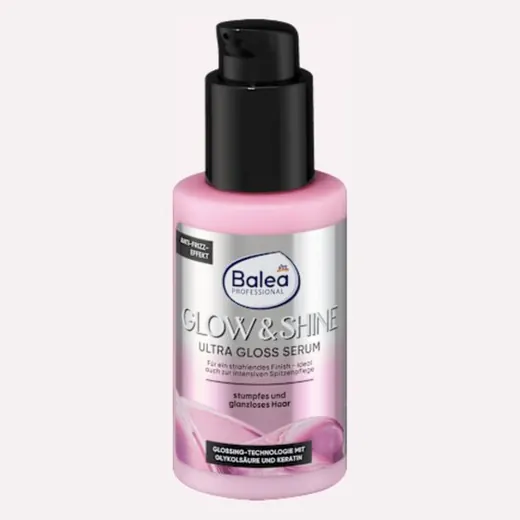 ANTI-FRIZZ-
EFFEKT
dm
Balea
PROFESSIONAL
GLOW & SHINE
ULTRA GLOSS SERUM
Für ein strahlendes Finish – ideal
auch zur intensiven Spitzenpflege
stumpfes und
glanzloses Haar
GLOSSING-TECHNOLOGIE MIT
GLYKOLSÄURE UND KERATIN